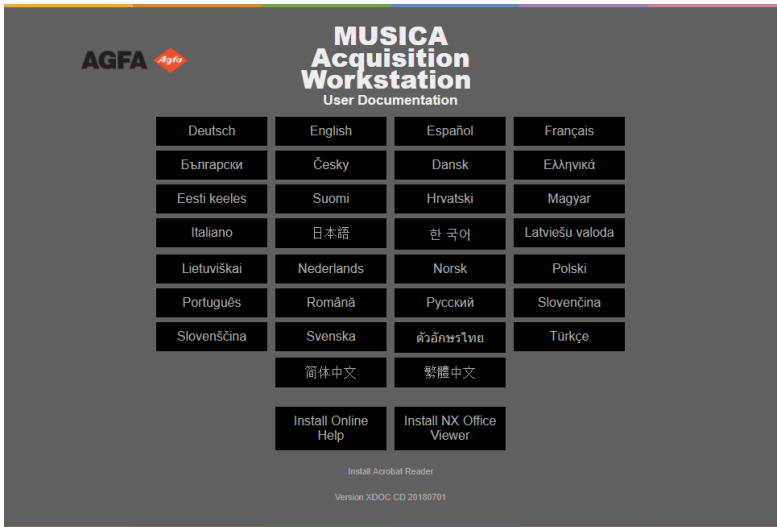 AGFA Agfa
MUSICA
Acquisition
Workstation
User Documentation
Deutsch English Español Français
Български Česky Dansk Ελληνικά
Eesti keeles Suomi Hrvatski Magyar
Italiano 日本語 한 국어 Latviešu valoda
Lietuviškai Nederlands Norsk Polski
Português Română Русский Slovenčina
Slovenščina Svenska ตัวอักษรไทย Türkçe
简体中文 繁體中文
Install Online Install NX Office
Help Viewer
Install Acrobat Reader
Version XDOC CD 20180701